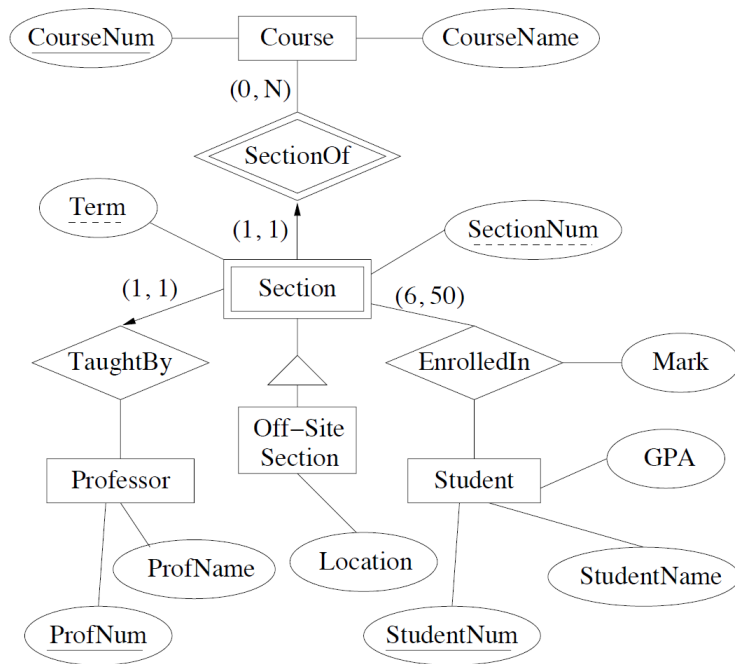 CourseNum
Course
CourseName
(0, N)
SectionOf
Term
(1, 1)
SectionNum
(1, 1)
Section
(6, 50)
TaughtBy
EnrolledIn
Mark
Off−Site
Section
Professor
Student
GPA
ProfName
Location
StudentName
ProfNum
StudentNum